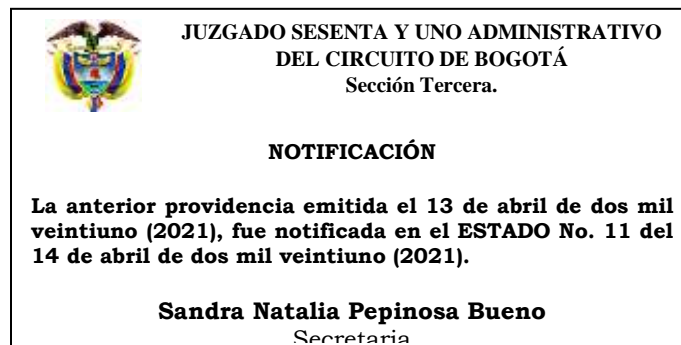 JUZGADO SESENTA Y UNO ADMINISTRATIVO
DEL CIRCUITO DE BOGOTÁ
Sección Tercera.
NOTIFICACIÓN
La anterior providencia emitida el 13 de abril de dos mil
veintiuno (2021), fue notificada en el ESTADO No. 11 del
14 de abril de dos mil veintiuno (2021).
Sandra Natalia Pepinosa Bueno
Secretaria